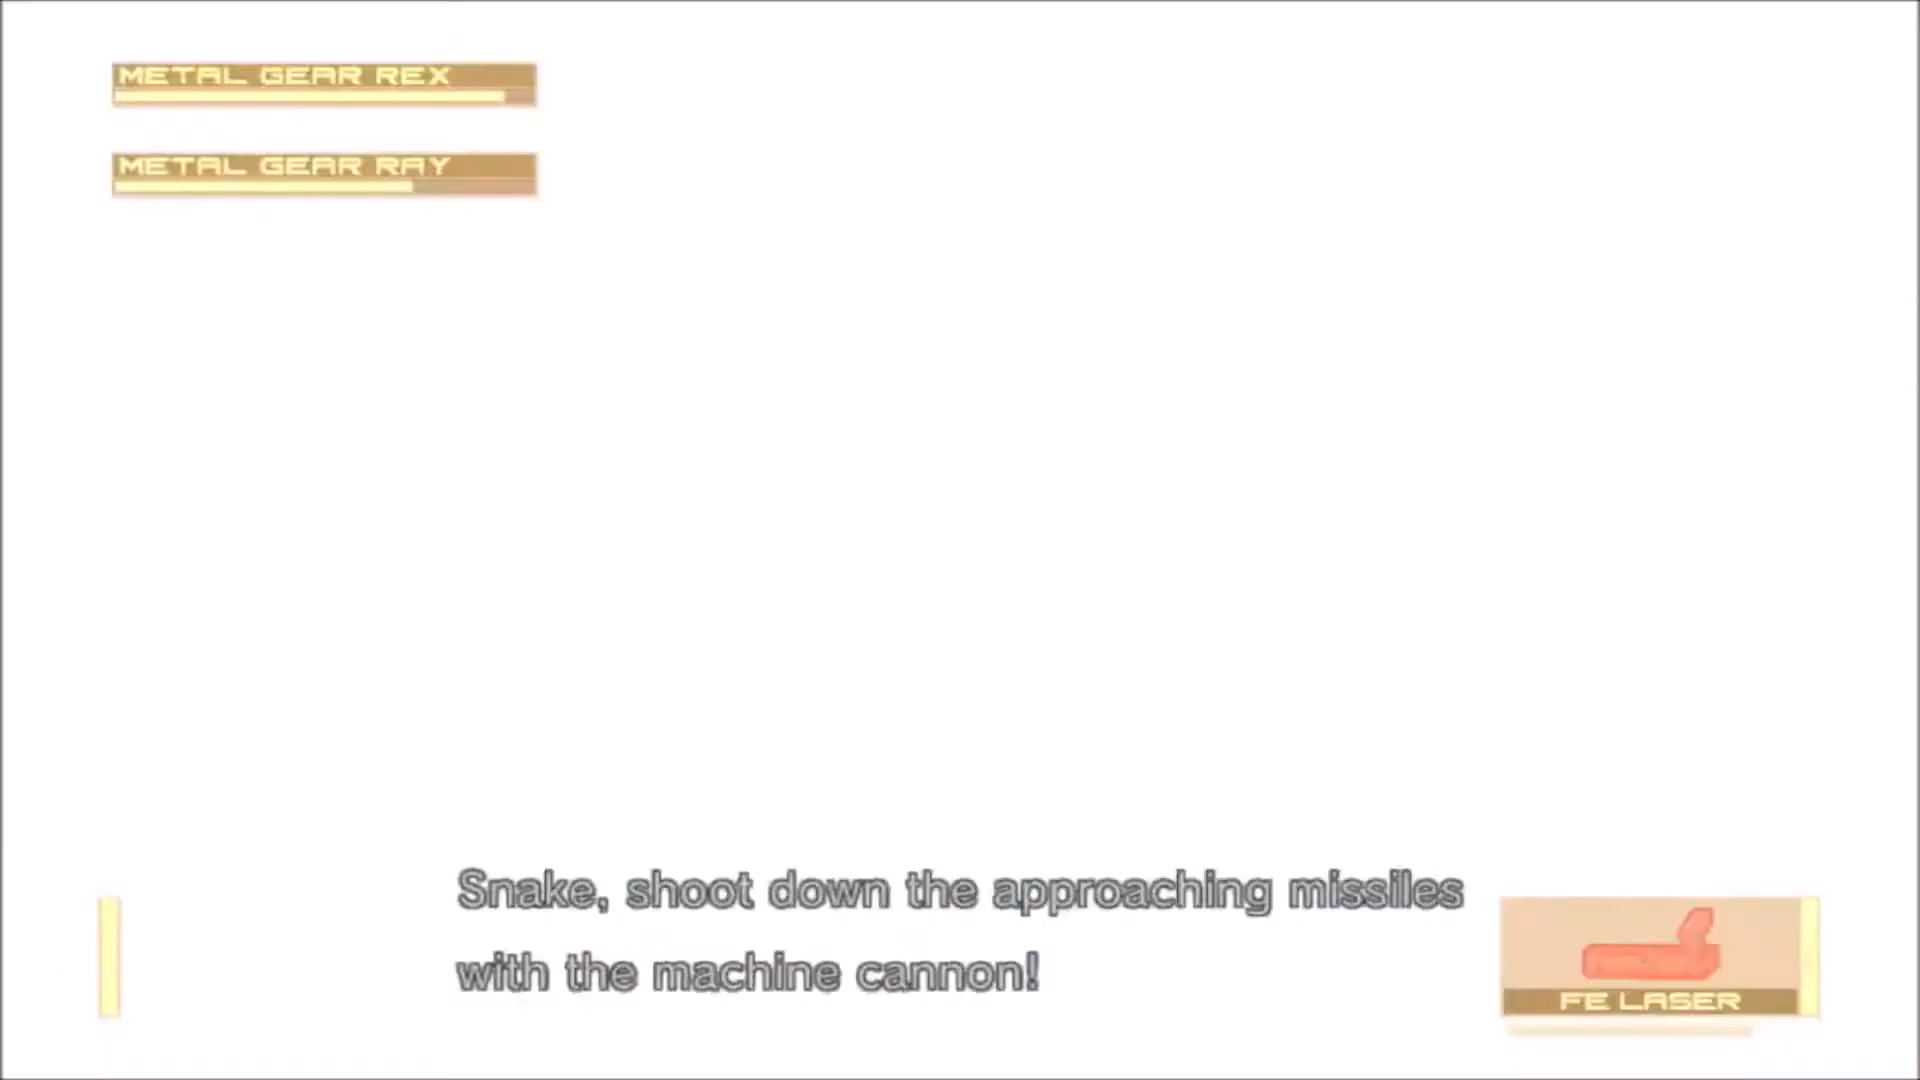 METAL GEAR REX
METAL GEAR RAY
Snake, shoot down the approaching missiles
with the machine cannon!
FE LASER